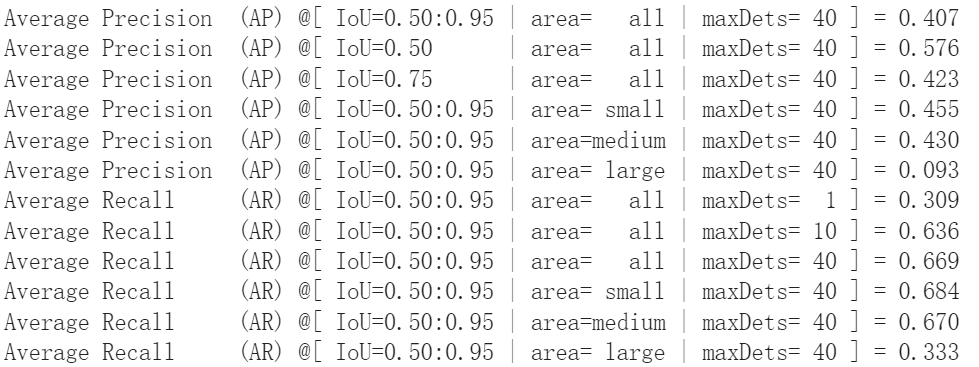 Average Precision  (AP) @[ IoU=0.50:0.95 | area=   all | maxDets= 40 ] = 0.407
Average Precision  (AP) @[ IoU=0.50      | area=   all | maxDets= 40 ] = 0.576
Average Precision  (AP) @[ IoU=0.75      | area=   all | maxDets= 40 ] = 0.423
Average Precision  (AP) @[ IoU=0.50:0.95 | area= small | maxDets= 40 ] = 0.455
Average Precision  (AP) @[ IoU=0.50:0.95 | area=medium | maxDets= 40 ] = 0.430
Average Precision  (AP) @[ IoU=0.50:0.95 | area= large | maxDets= 40 ] = 0.093
Average Recall     (AR) @[ IoU=0.50:0.95 | area=   all | maxDets=  1 ] = 0.309
Average Recall     (AR) @[ IoU=0.50:0.95 | area=   all | maxDets= 10 ] = 0.636
Average Recall     (AR) @[ IoU=0.50:0.95 | area=   all | maxDets= 40 ] = 0.669
Average Recall     (AR) @[ IoU=0.50:0.95 | area= small | maxDets= 40 ] = 0.684
Average Recall     (AR) @[ IoU=0.50:0.95 | area=medium | maxDets= 40 ] = 0.670
Average Recall     (AR) @[ IoU=0.50:0.95 | area= large | maxDets= 40 ] = 0.333